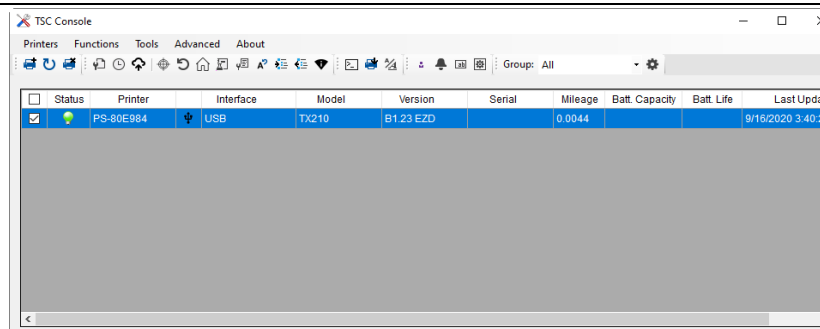 TSC Console
Printers Functions Tools Advanced About
Group: All
Status Printer Interface Model Version Serial Mileage Batt. Capacity Batt. Life Last Upda
PS-80E984 USB TX210 B1.23 EZD 0.0044 9/16/2020 3:40: